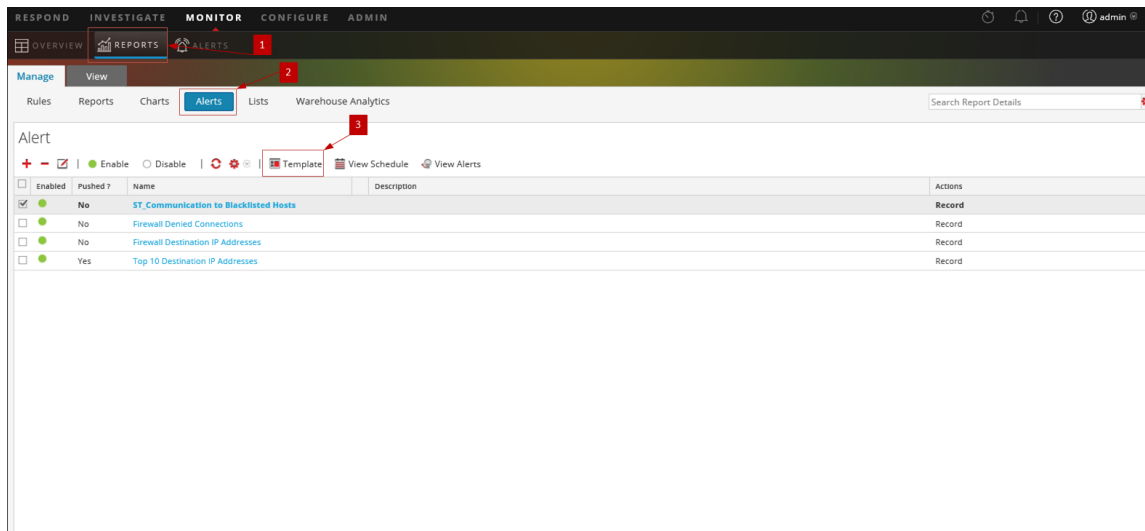 RESPOND INVESTIGATE MONITOR CONFIGURE ADMIN admin
OVERVIEW REPORTS ALERTS 1
Manage View 2
Rules Reports Charts Alerts Lists Warehouse Analytics Search Report Details
3
Alert
Enable Disable Template View Schedule View Alerts
Enabled Pushed ? Name Description Actions
No ST_Communication to Blacklisted Hosts Record
No Firewall Denied Connections Record
No Firewall Destination IP Addresses Record
Yes Top 10 Destination IP Addresses Record